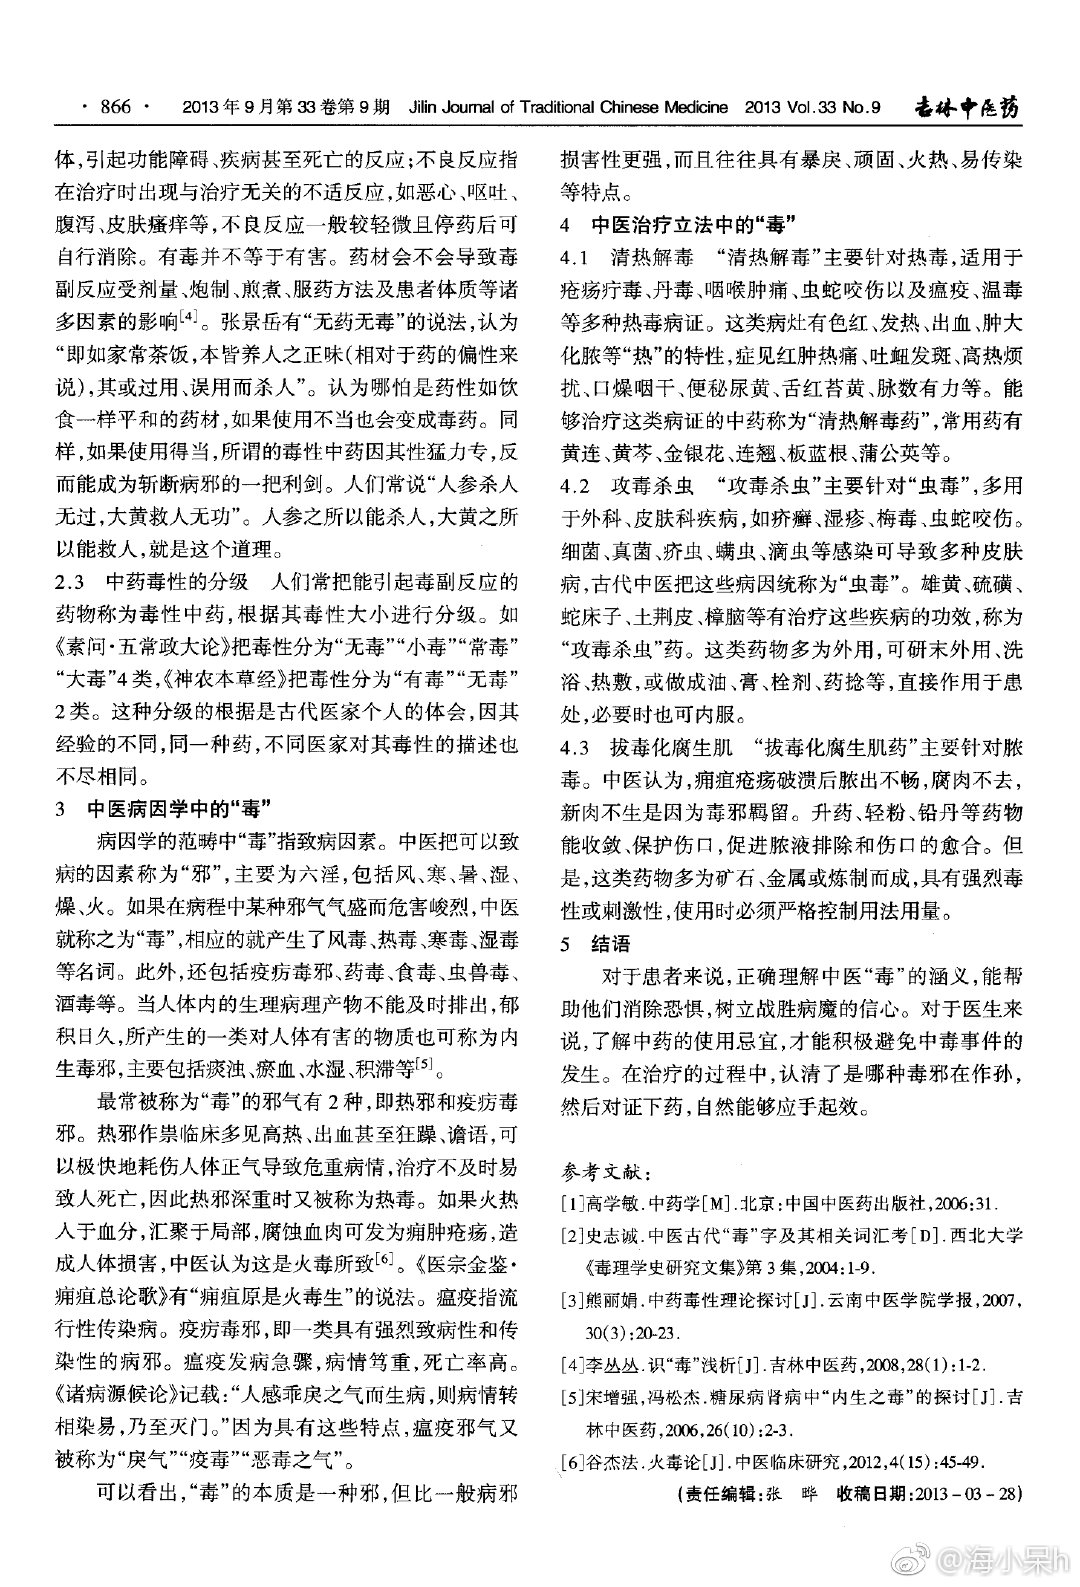 · 866 · 2013 年 9 月第 33 卷第 9 期 Jilin Journal of Traditional Chinese Medicine 2013 Vol.33 No.9 吉林中医药
体,引起功能障碍、疾病甚至死亡的反应;不良反应指
在治疗时出现与治疗无关的不适反应,如恶心、呕吐、
腹泻、皮肤瘙痒等,不良反应一般较轻微且停药后可
自行消除。有毒并不等于有害。药材会不会导致毒
副反应受剂量、炮制、煎煮、服药方法及患者体质等诸
多因素的影响[4]。张景岳有“无药无毒”的说法,认为
“即如家常茶饭,本皆养人之正味(相对于药的偏性来
说),其或过用、误用而杀人”。认为哪怕是药性如饮
食一样平和的药材,如果使用不当也会变成毒药。同
样,如果使用得当,所谓的毒性中药因其性猛力专,反
而能成为斩断病邪的一把利剑。人们常说“人参杀人
无过,大黄救人无功”。人参之所以能杀人,大黄之所
以能救人,就是这个道理。
2.3 中药毒性的分级 人们常把能引起毒副反应的
药物称为毒性中药,根据其毒性大小进行分级。如
《素问·五常政大论》把毒性分为“无毒”“小毒”“常毒”
“大毒”4 类,《神农本草经》把毒性分为“有毒”“无毒”
2 类。这种分级的根据是古代医家个人的体会,因其
经验的不同,同一种药,不同医家对其毒性的描述也
不尽相同。
3 中医病因学中的“毒”
病因学的范畴中“毒”指致病因素。中医把可以致
病的因素称为“邪”,主要为六淫,包括风、寒、暑、湿、
燥、火。如果在病程中某种邪气气盛而危害峻烈,中医
就称之为“毒”,相应的就产生了风毒、热毒、寒毒、湿毒
等名词。此外,还包括疫疠毒邪、药毒、食毒、虫兽毒、
酒毒等。当人体内的生理病理产物不能及时排出,郁
积日久,所产生的一类对人体有害的物质也可称为内
生毒邪,主要包括痰浊、瘀血、水湿、积滞等[5]。
最常被称为“毒”的邪气有 2 种,即热邪和疫疠毒
邪。热邪作祟临床多见高热、出血甚至狂躁、谵语,可
以极快地耗伤人体正气导致危重病情,治疗不及时易
致人死亡,因此热邪深重时又被称为热毒。如果火热
入于血分,汇聚于局部,腐蚀血肉可发为痈肿疮疡,造
成人体损害,中医认为这是火毒所致[6]。《医宗金鉴·
痈疽总论歌》有“痈疽原是火毒生”的说法。瘟疫指流
行性传染病。疫疠毒邪,即一类具有强烈致病性和传
染性的病邪。瘟疫发病急骤,病情笃重,死亡率高。
《诸病源候论》记载:“人感乖戾之气而生病,则病情转
相染易,乃至灭门。”因为具有这些特点,瘟疫邪气又
被称为“戾气”“疫毒”“恶毒之气”。
可以看出,“毒”的本质是一种邪,但比一般病邪
损害性更强,而且往往具有暴戾、顽固、火热、易传染
等特点。
4 中医治疗立法中的“毒”
4.1 清热解毒 “清热解毒”主要针对热毒,适用于
疮疡疔毒、丹毒、咽喉肿痛、虫蛇咬伤以及瘟疫、温毒
等多种热毒病证。这类病灶有色红、发热、出血、肿大
化脓等“热”的特性,症见红肿热痛、吐衄发斑、高热烦
扰、口燥咽干、便秘尿黄、舌红苔黄、脉数有力等。能
够治疗这类病证的中药称为“清热解毒药”,常用药有
黄连、黄芩、金银花、连翘、板蓝根、蒲公英等。
4.2 攻毒杀虫 “攻毒杀虫”主要针对“虫毒”,多用
于外科、皮肤科疾病,如疥癣、湿疹、梅毒、虫蛇咬伤。
细菌、真菌、疥虫、螨虫、滴虫等感染可导致多种皮肤
病,古代中医把这些病因统称为“虫毒”。雄黄、硫磺、
蛇床子、土荆皮、樟脑等有治疗这些疾病的功效,称为
“攻毒杀虫”药。这类药物多为外用,可研末外用、洗
浴、热敷,或做成油、膏、栓剂、药捻等,直接作用于患
处,必要时也可内服。
4.3 拔毒化腐生肌 “拔毒化腐生肌药”主要针对脓
毒。中医认为,痈疽疮疡破溃后脓出不畅,腐肉不去,
新肉不生是因为毒邪羁留。升药、轻粉、铅丹等药物
能收敛、保护伤口,促进脓液排除和伤口的愈合。但
是,这类药物多为矿石、金属或炼制而成,具有强烈毒
性或刺激性,使用时必须严格控制用法用量。
5 结语
对于患者来说,正确理解中医“毒”的涵义,能帮
助他们消除恐惧,树立战胜病魔的信心。对于医生来
说,了解中药的使用忌宜,才能积极避免中毒事件的
发生。在治疗的过程中,认清了是哪种毒邪在作孙,
然后对证下药,自然能够应手起效。
参考文献:
[1]高学敏.中药学[M].北京:中国中医药出版社,2006:31.
[2]史志诚.中医古代“毒”字及其相关词汇考[D].西北大学
《毒理学史研究文集》第 3 集,2004:1-9.
[3]熊丽娟.中药毒性理论探讨[J].云南中医学院学报,2007,
30(3):20-23.
[4]李丛丛.识“毒”浅析[J].吉林中医药,2008,28(1):1-2.
[5]宋增强,冯松杰.糖尿病肾病中“内生之毒”的探讨[J].吉
林中医药,2006,26(10):2-3.
[6]谷杰法.火毒论[J].中医临床研究,2012,4(15):45-49.
(责任编辑:张 晔 收稿日期:2013-03-28)
@海小呆h